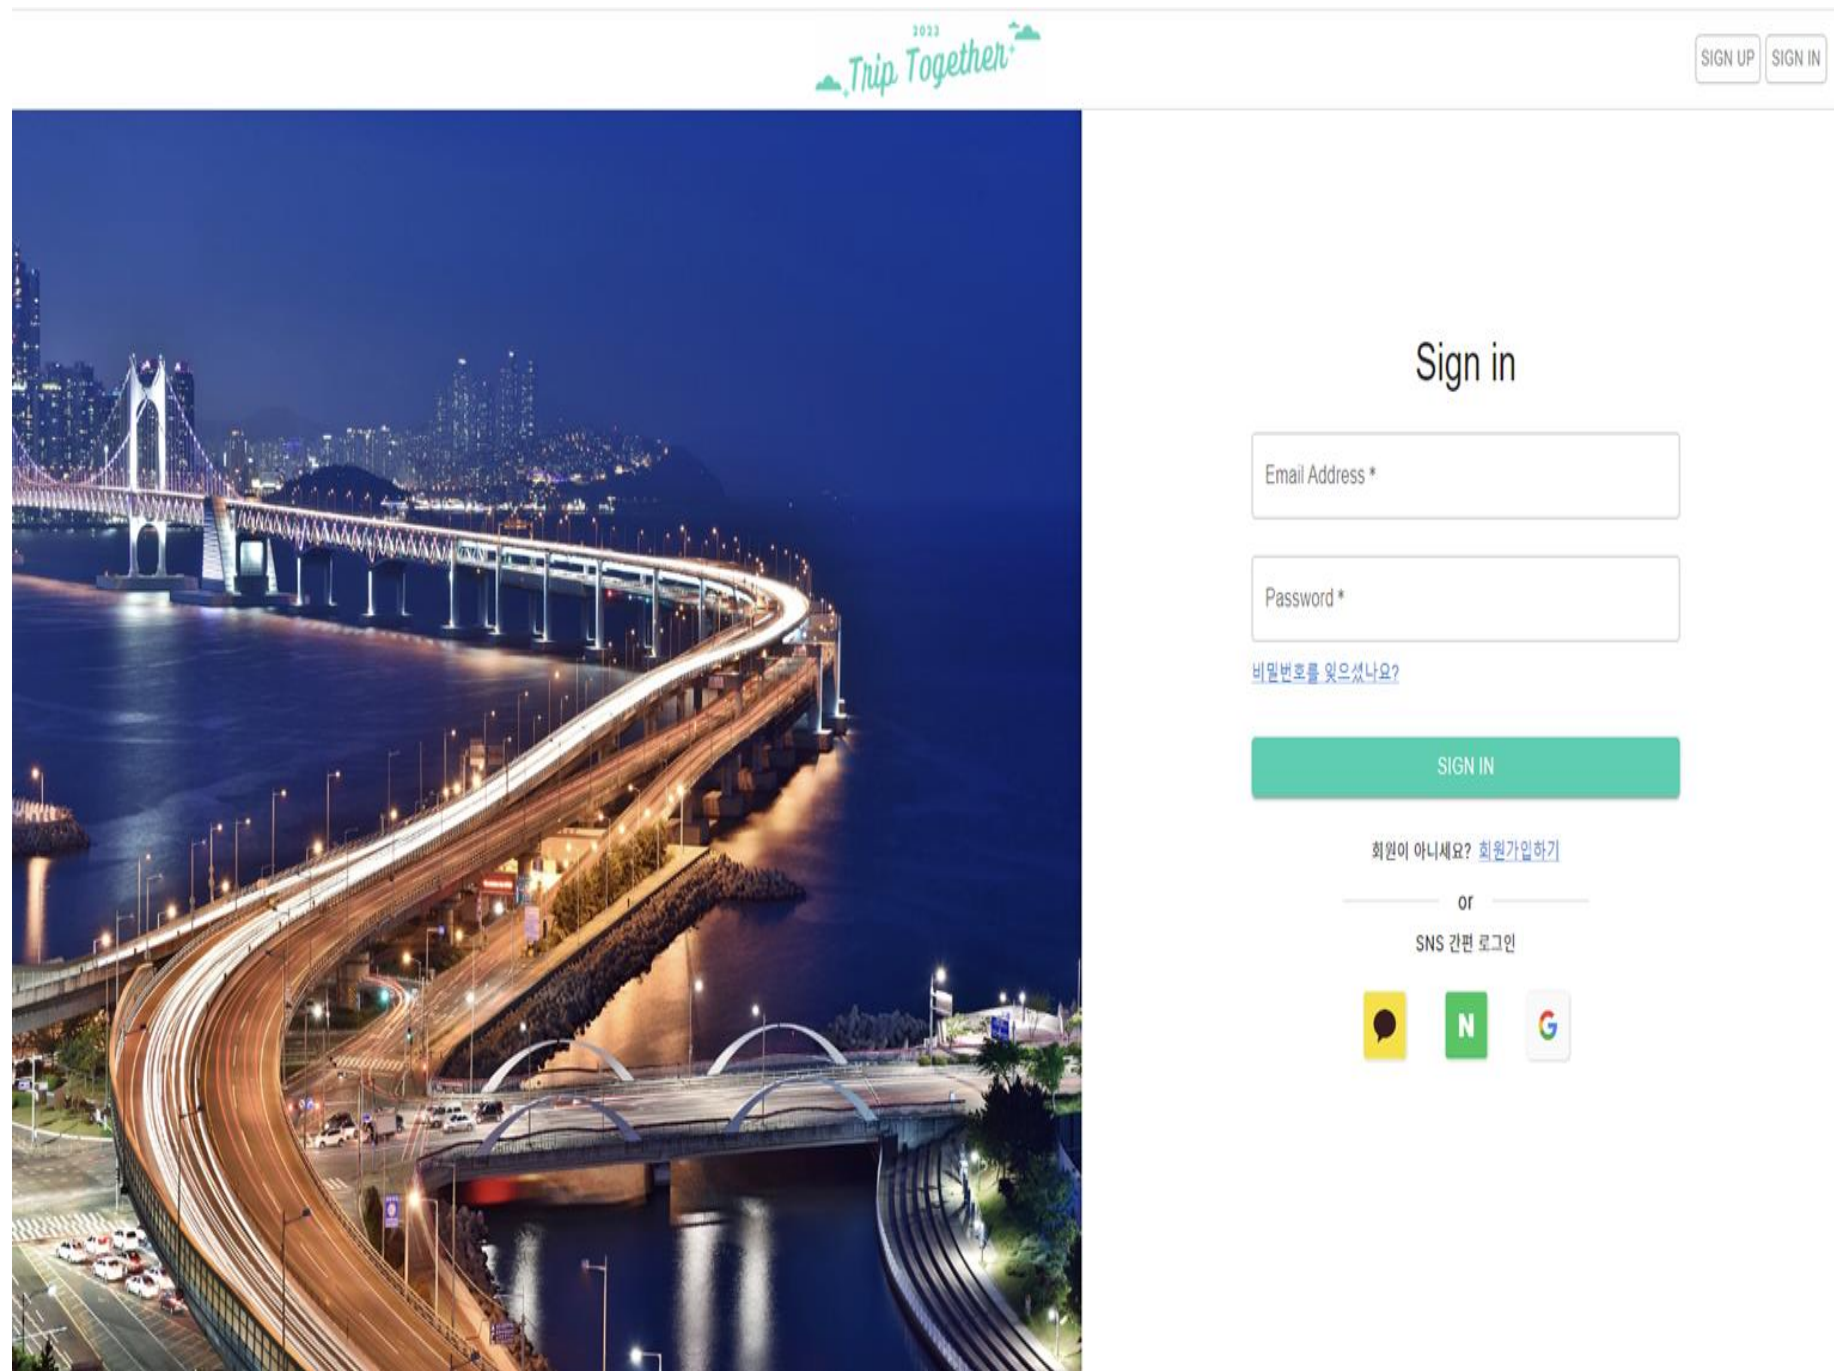 2023
Trip Together
SIGN UP
SIGN IN
Sign in
Email Address *
Password *
비밀번호를 잊으셨나요?
SIGN IN
회원이 아니세요? 회원가입하기
or
SNS 간편 로그인
N
G